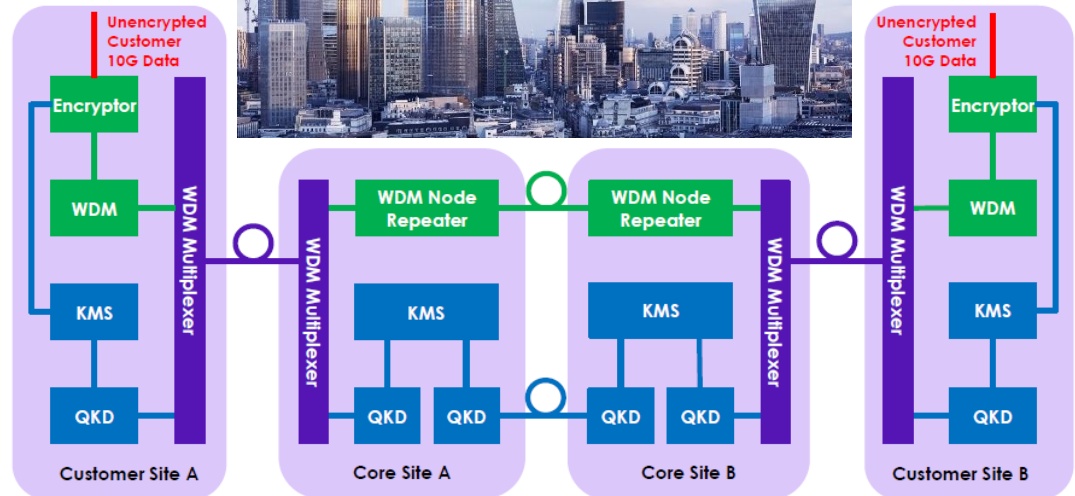 Unencrypted
Customer
10G Data
Encryptor
WDM
KMS
QKD
WDM Multiplexer
Customer Site A
WDM Multiplexer
WDM Node
Repeater
KMS
QKD
QKD
Core Site A
WDM Node
Repeater
KMS
QKD
QKD
WDM Multiplexer
Core Site B
Unencrypted
Customer
10G Data
WDM Multiplexer
Encryptor
WDM
KMS
QKD
Customer Site B